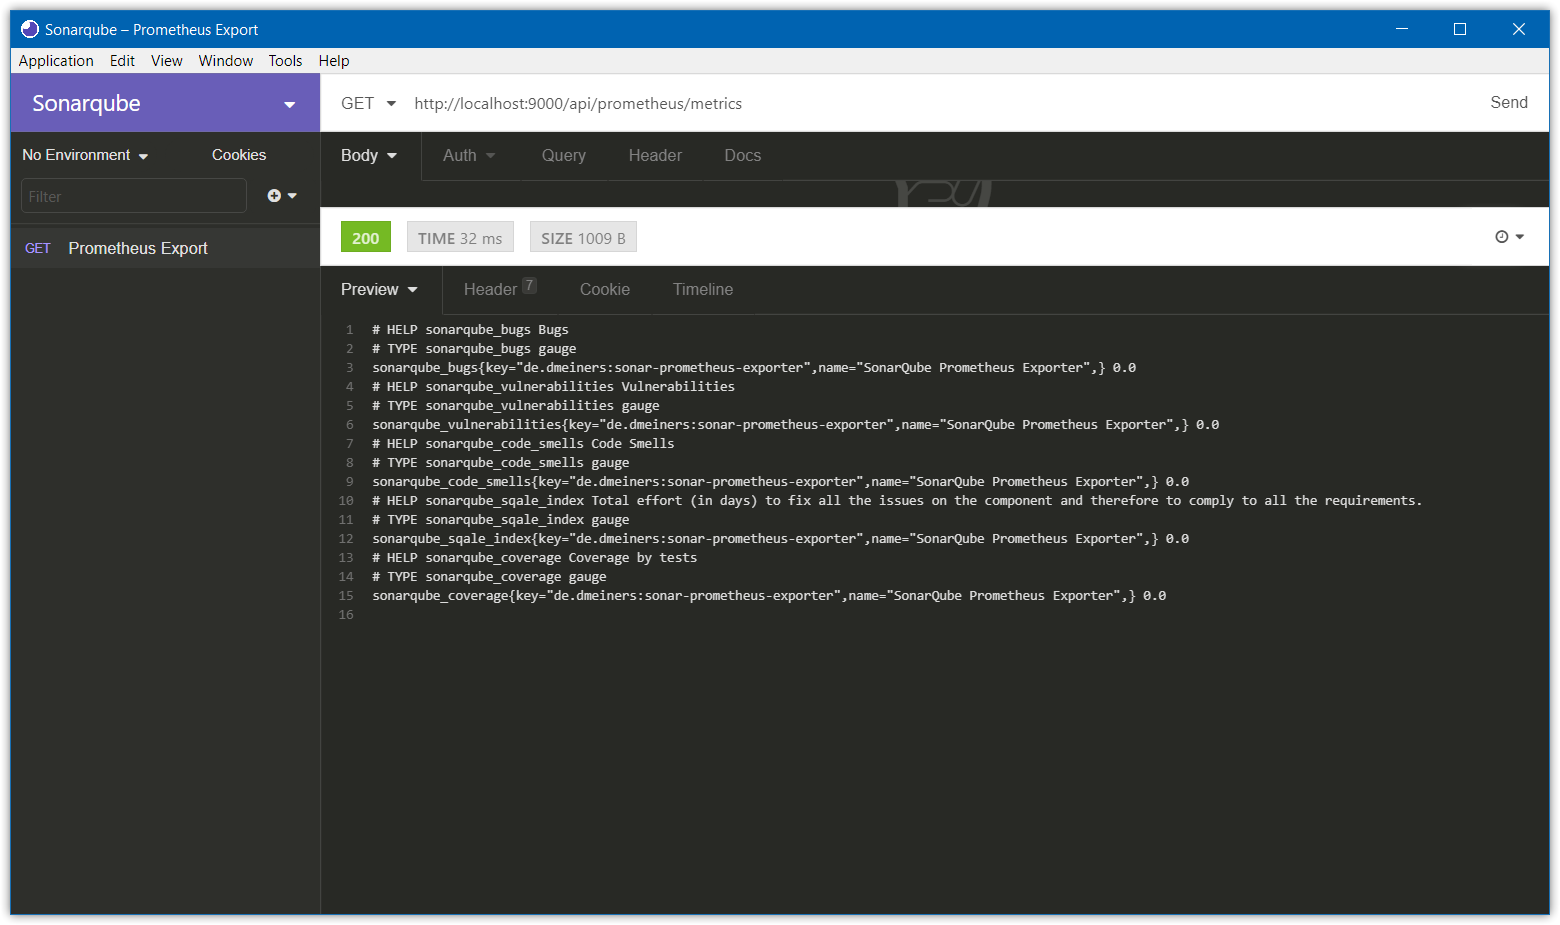 Sonarqube – Prometheus Export
Application Edit View Window Tools Help
Sonarqube
GET http://localhost:9000/api/prometheus/metrics Send
No Environment Cookies
Body Auth Query Header Docs
Filter
GET Prometheus Export
200 TIME 32 ms SIZE 1009 B
Preview Header 7 Cookie Timeline
1 # HELP sonarqube_bugs Bugs
2 # TYPE sonarqube_bugs gauge
3 sonarqube_bugs{key="de.dmeiners:sonar-prometheus-exporter",name="SonarQube Prometheus Exporter",} 0.0
4 # HELP sonarqube_vulnerabilities Vulnerabilities
5 # TYPE sonarqube_vulnerabilities gauge
6 sonarqube_vulnerabilities{key="de.dmeiners:sonar-prometheus-exporter",name="SonarQube Prometheus Exporter",} 0.0
7 # HELP sonarqube_code_smells Code Smells
8 # TYPE sonarqube_code_smells gauge
9 sonarqube_code_smells{key="de.dmeiners:sonar-prometheus-exporter",name="SonarQube Prometheus Exporter",} 0.0
10 # HELP sonarqube_sqale_index Total effort (in days) to fix all the issues on the component and therefore to comply to all the requirements.
11 # TYPE sonarqube_sqale_index gauge
12 sonarqube_sqale_index{key="de.dmeiners:sonar-prometheus-exporter",name="SonarQube Prometheus Exporter",} 0.0
13 # HELP sonarqube_coverage Coverage by tests
14 # TYPE sonarqube_coverage gauge
15 sonarqube_coverage{key="de.dmeiners:sonar-prometheus-exporter",name="SonarQube Prometheus Exporter",} 0.0
16